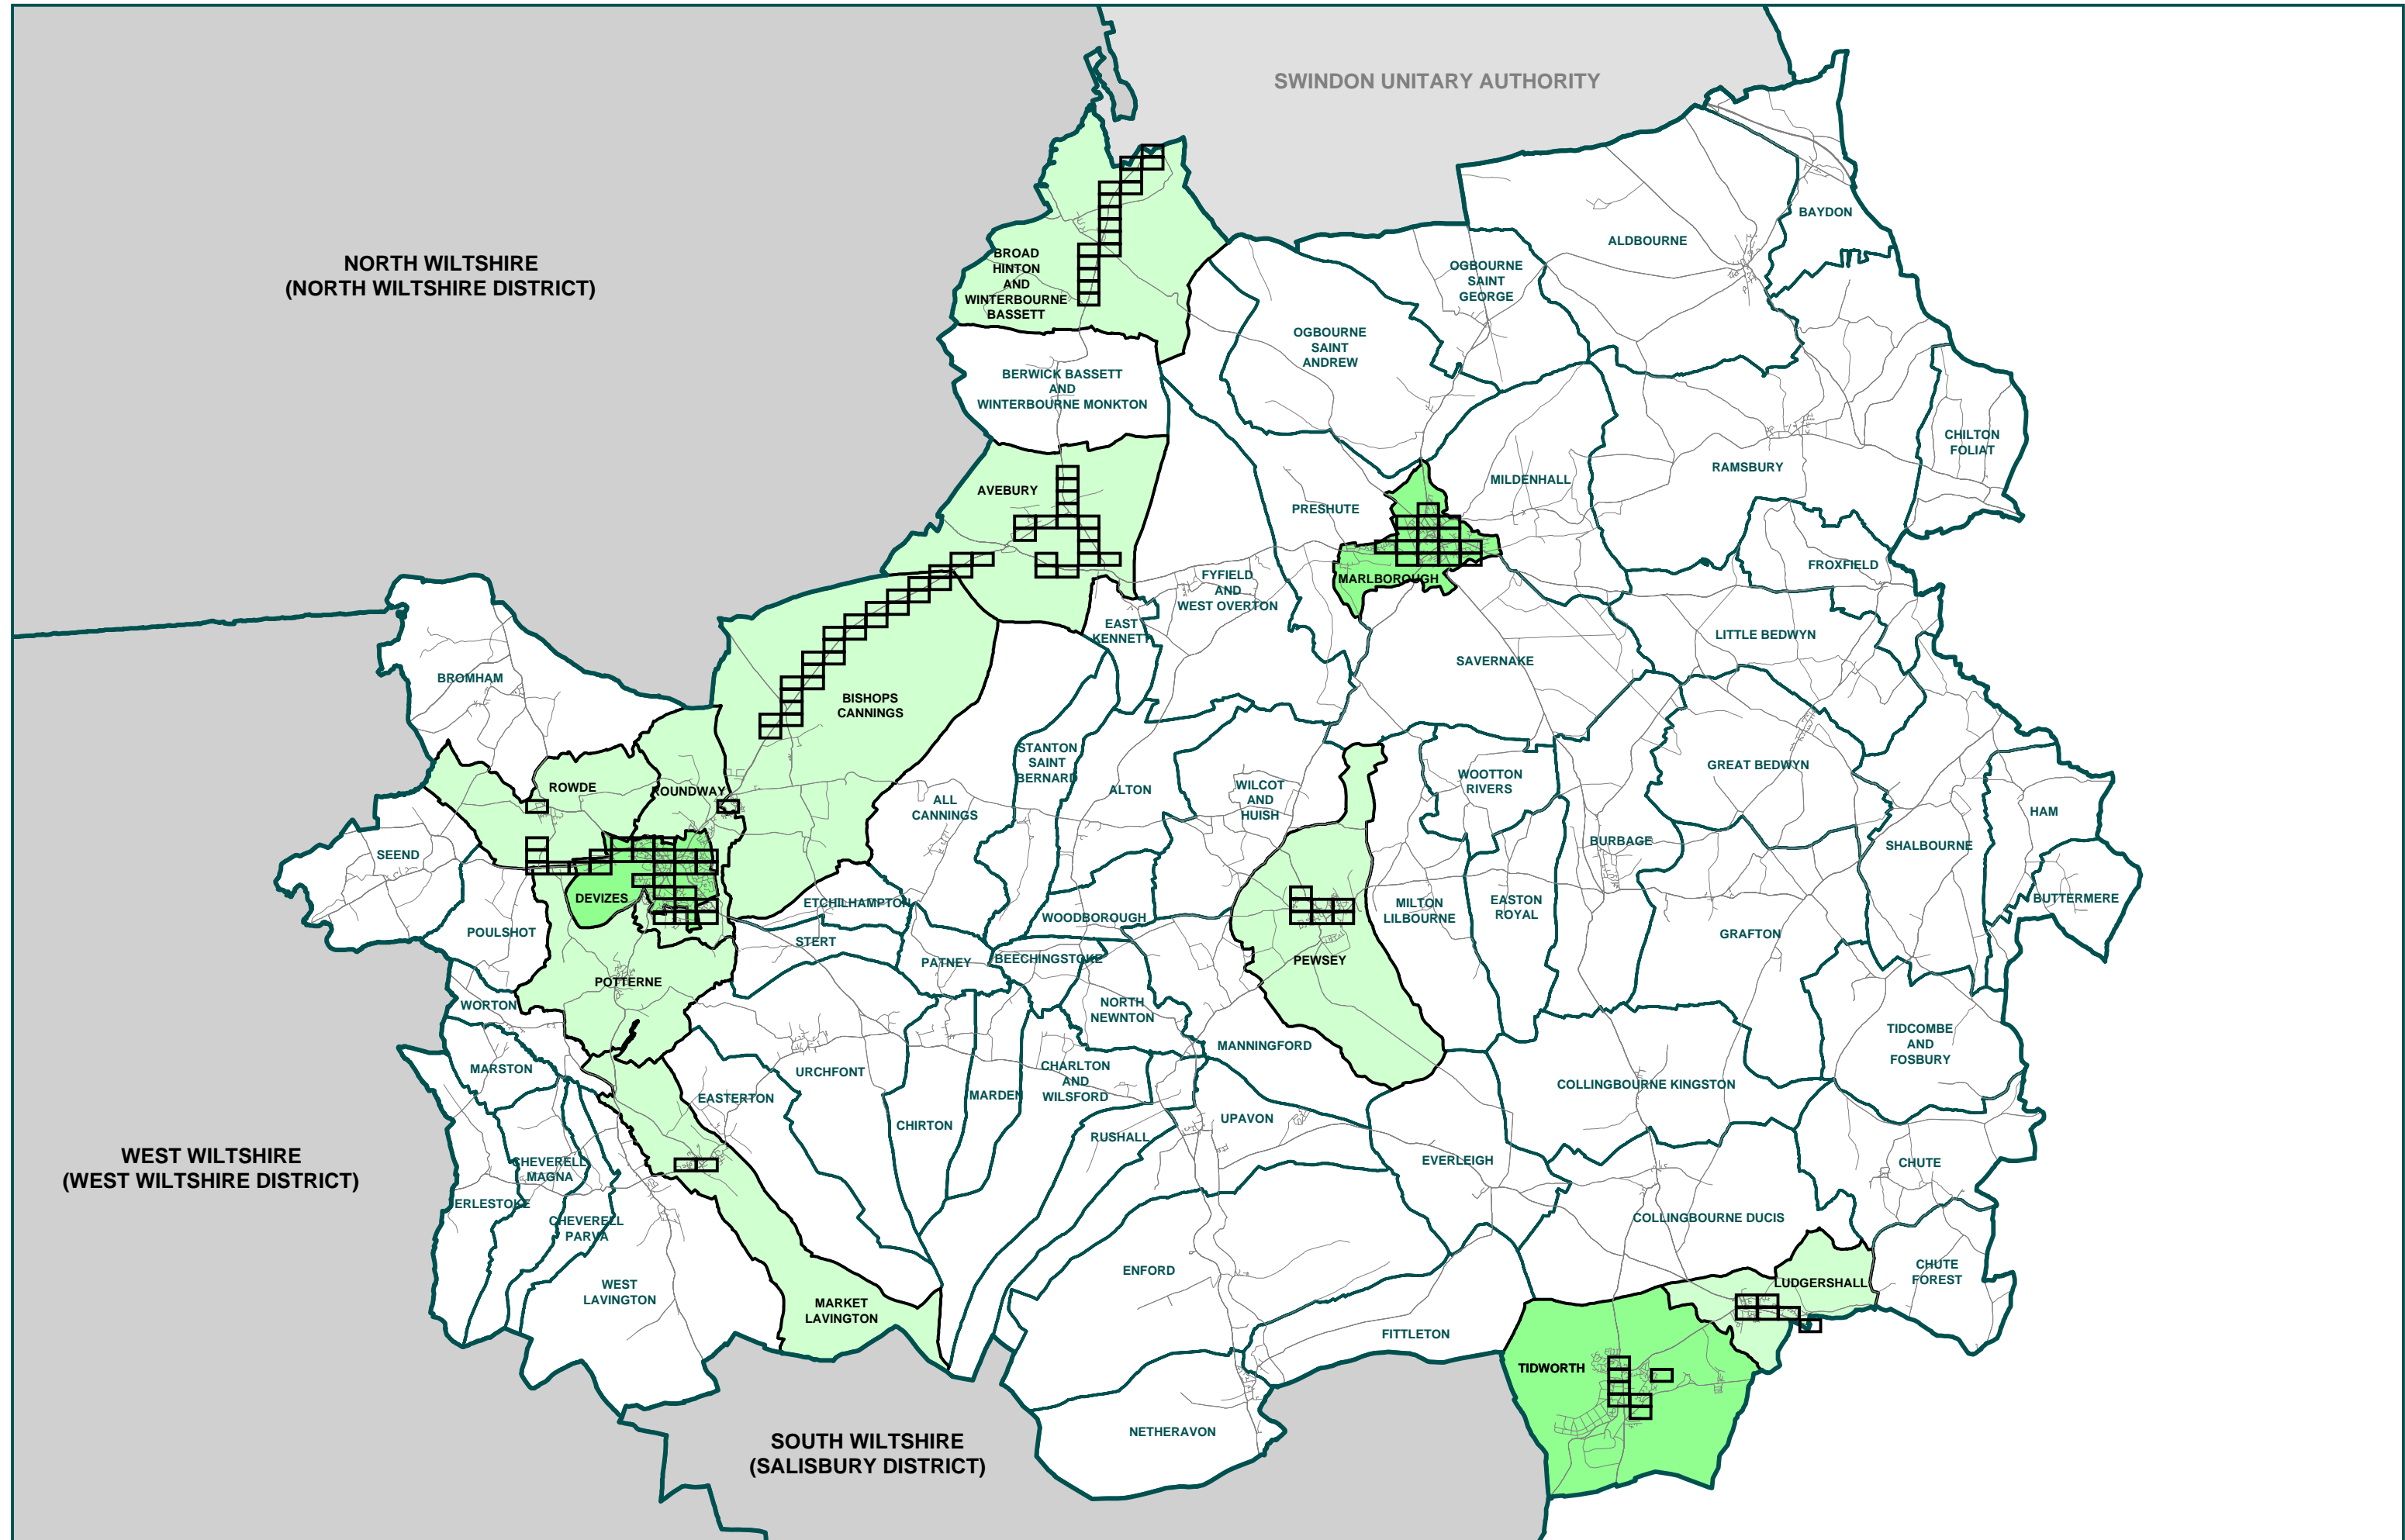 SWINDON UNITARY AUTHORITY
BAYDON
ALDBOURNE
NORTH WILTSHIRE
(NORTH WILTSHIRE DISTRICT)
BROAD
HINTON
AND
WINTERBOURNE
BASSETT
OGBOURNE
SAINT
GEORGE
OGBOURNE
SAINT
ANDREW
BERWICK BASSETT
AND
WINTERBOURNE MONKTON
CHILTON
FOLIAT
RAMSBURY
MILDENHALL
AVEBURY
PRESHUTE
FROXFIELD
MARLBOROUGH
FYFIELD
AND
WEST OVERTON
EAST
KENNETT
LITTLE BEDWYN
SAVERNAKE
BROMHAM
BISHOPS
CANNINGS
STANTON
SAINT
BERNARD
GREAT BEDWYN
WOOTTON
RIVERS
ROWDE
ROUNDWAY
ALTON
WILCOT
AND
HUISH
ALL
CANNINGS
HAM
BURBAGE
SHALBOURNE
SEEND
DEVIZES
ETCHILHAMPTON
MILTON
LILBOURNE
EASTON
ROYAL
BUTTERMERE
WOODBOROUGH
POULSHOT
STERT
GRAFTON
PATNEY
BEECHINGSTOKE
PEWSEY
POTTERNE
WORTON
NORTH
NEWNTON
TIDCOMBE
AND
FOSBURY
MANNINGFORD
MARSTON
URCHFONT
CHARLTON
AND
WILSFORD
COLLINGBOURNE KINGSTON
EASTERTON
MARDEN
CHIRTON
UPAVON
RUSHALL
WEST WILTSHIRE
(WEST WILTSHIRE DISTRICT)
CHEVERELL
MAGNA
EVERLEIGH
CHUTE
ERLESTOKE
CHEVERELL
PARVA
COLLINGBOURNE DUCIS
ENFORD
CHUTE
FOREST
WEST
LAVINGTON
LUDGERSHALL
MARKET
LAVINGTON
FITTLETON
TIDWORTH
NETHERAVON
SOUTH WILTSHIRE
(SALISBURY DISTRICT)